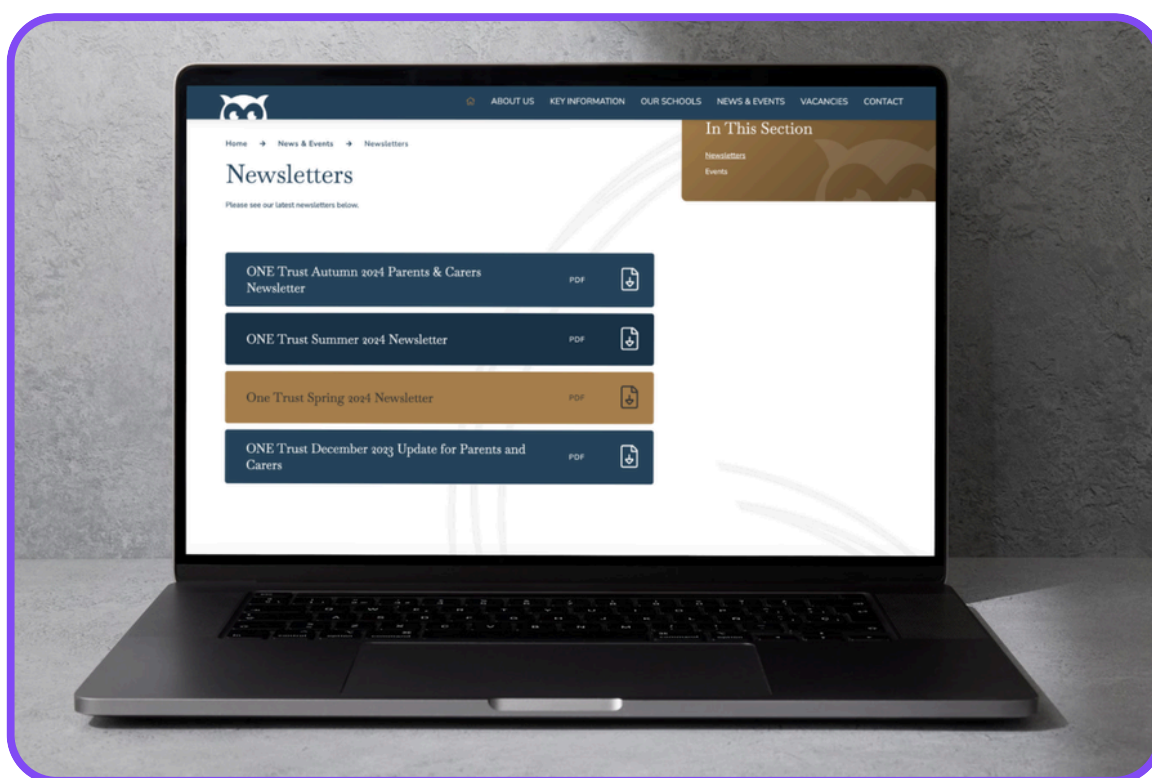 ABOUT US KEY INFORMATION OUR SCHOOLS NEWS & EVENTS VACANCIES CONTACT
Home → News & Events → Newsletters
Newsletters
Please see our latest newsletters below.
In This Section
Newsletters
Events
ONE Trust Autumn 2024 Parents & Carers
Newsletter
PDF
ONE Trust Summer 2024 Newsletter
PDF
One Trust Spring 2024 Newsletter
PDF
ONE Trust December 2023 Update for Parents and
Carers
PDF